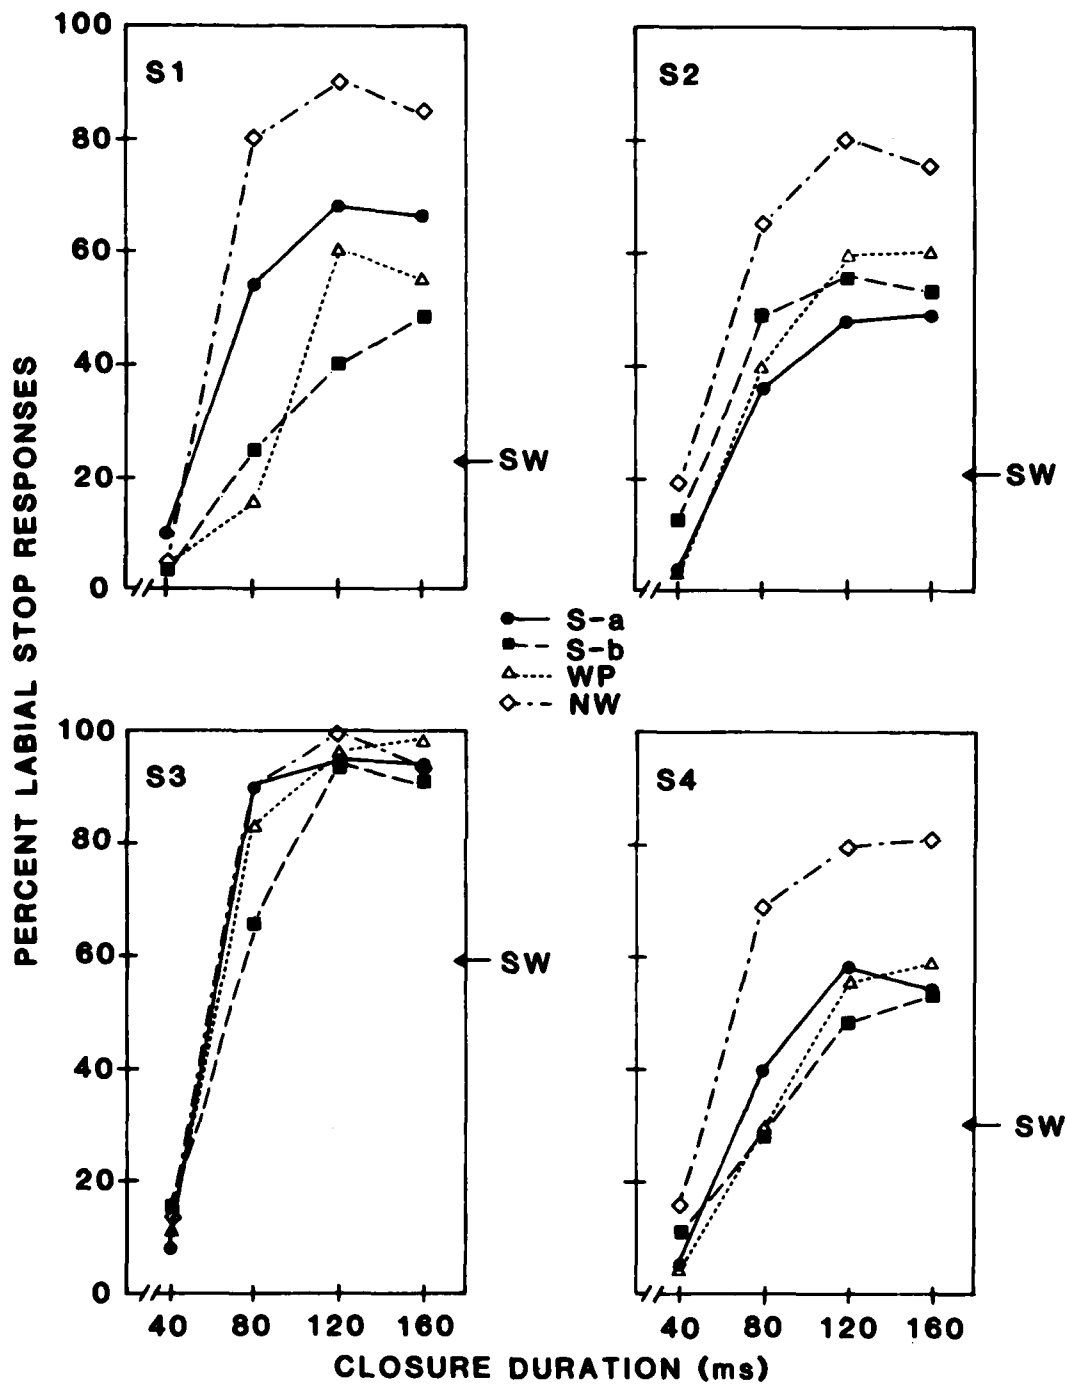 100
S1
S2
80
60
40
SW
SW
20
0
S-a
S-b
WP
NW
100
S3
S4
80
60
SW
40
SW
20
0
40 80 120 160
40 80 120 160
CLOSURE DURATION (ms)
PERCENT LABIAL STOP RESPONSES